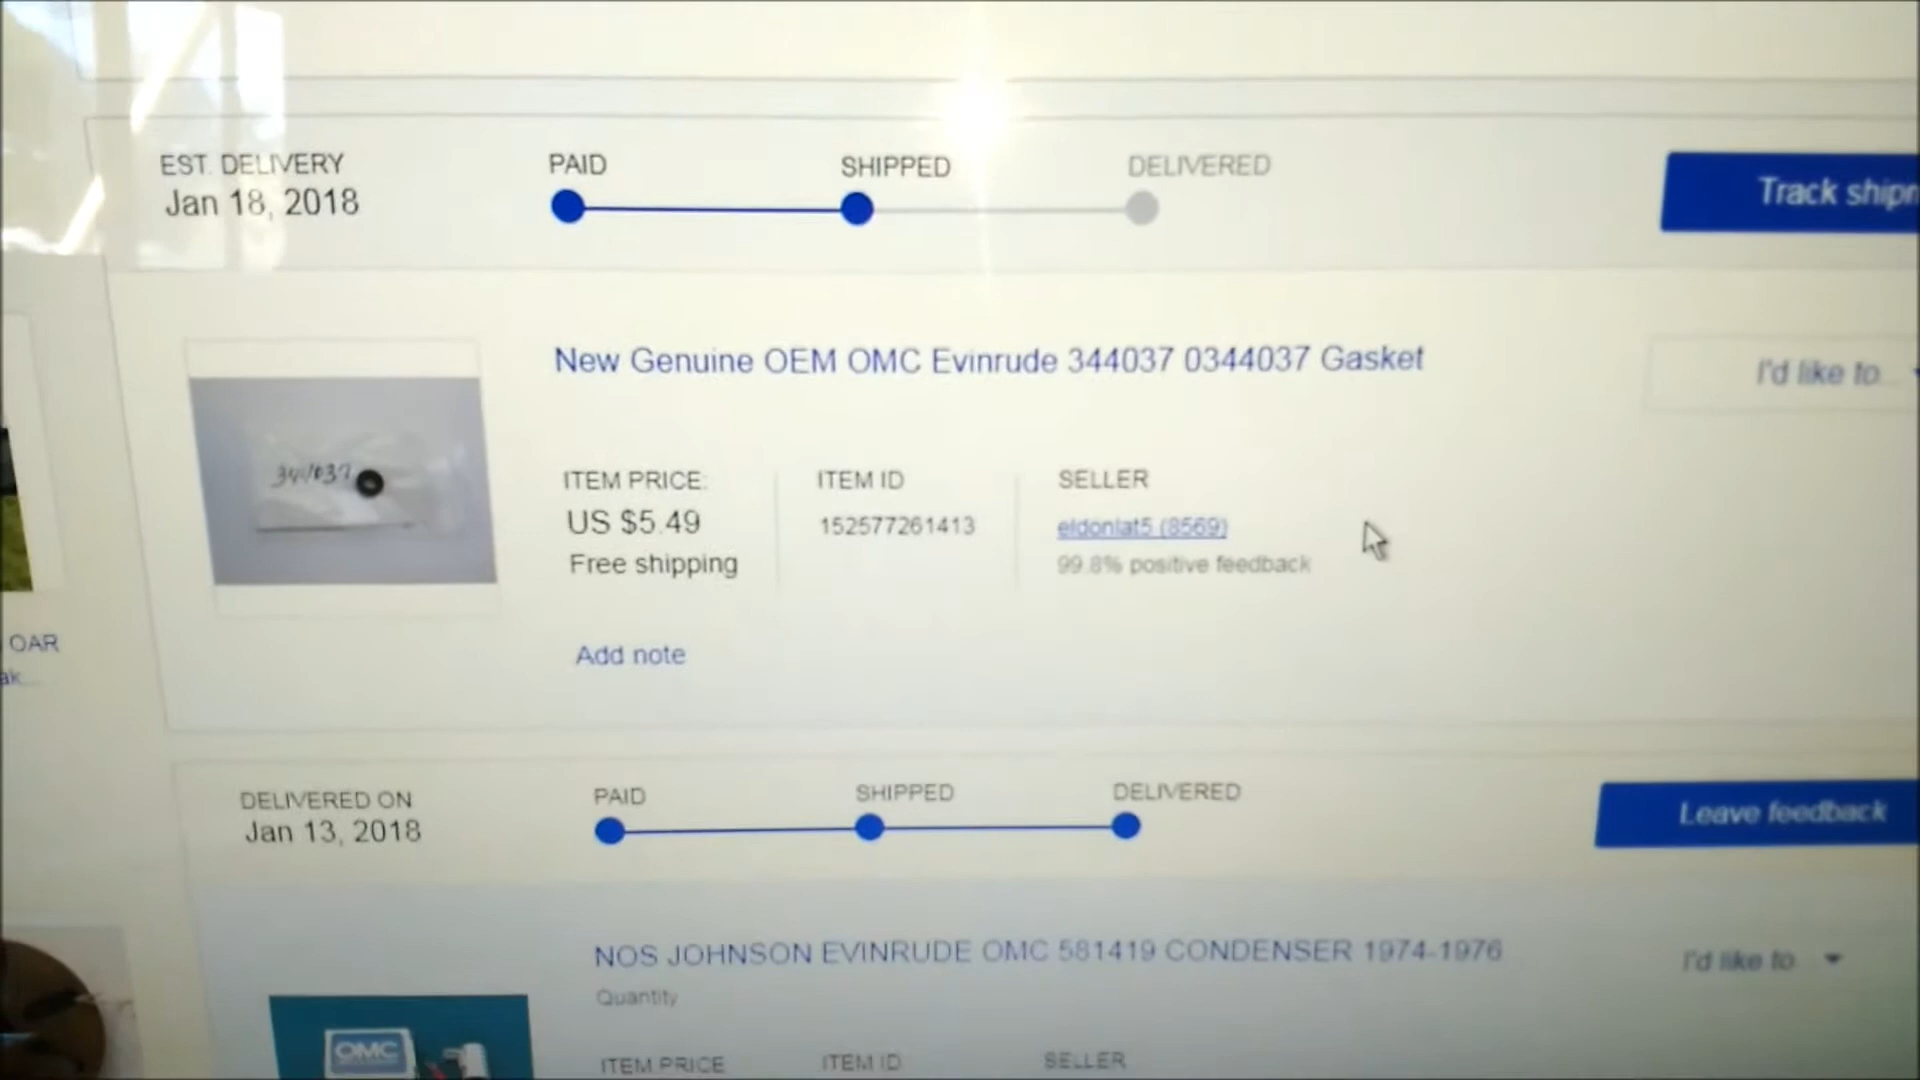 EST. DELIVERY
Jan 18, 2018
PAID
SHIPPED
DELIVERED
Track
New Genuine OEM OMC Evinrude 344037 0344037 Gasket
I'd like to
344037
ITEM PRICE:
US $5.49
Free shipping
ITEM ID
152577261413
SELLER
eldonlat5 (8569)
99.8% positive feedback
Add note
OAR
DELIVERED ON
Jan 13, 2018
PAID
SHIPPED
DELIVERED
Leave feedback
NOS JOHNSON EVINRUDE OMC 581419 CONDENSER 1974-1976
I'd like to
Quantity
OMC
ITEM PRICE
ITEM ID
SELLER